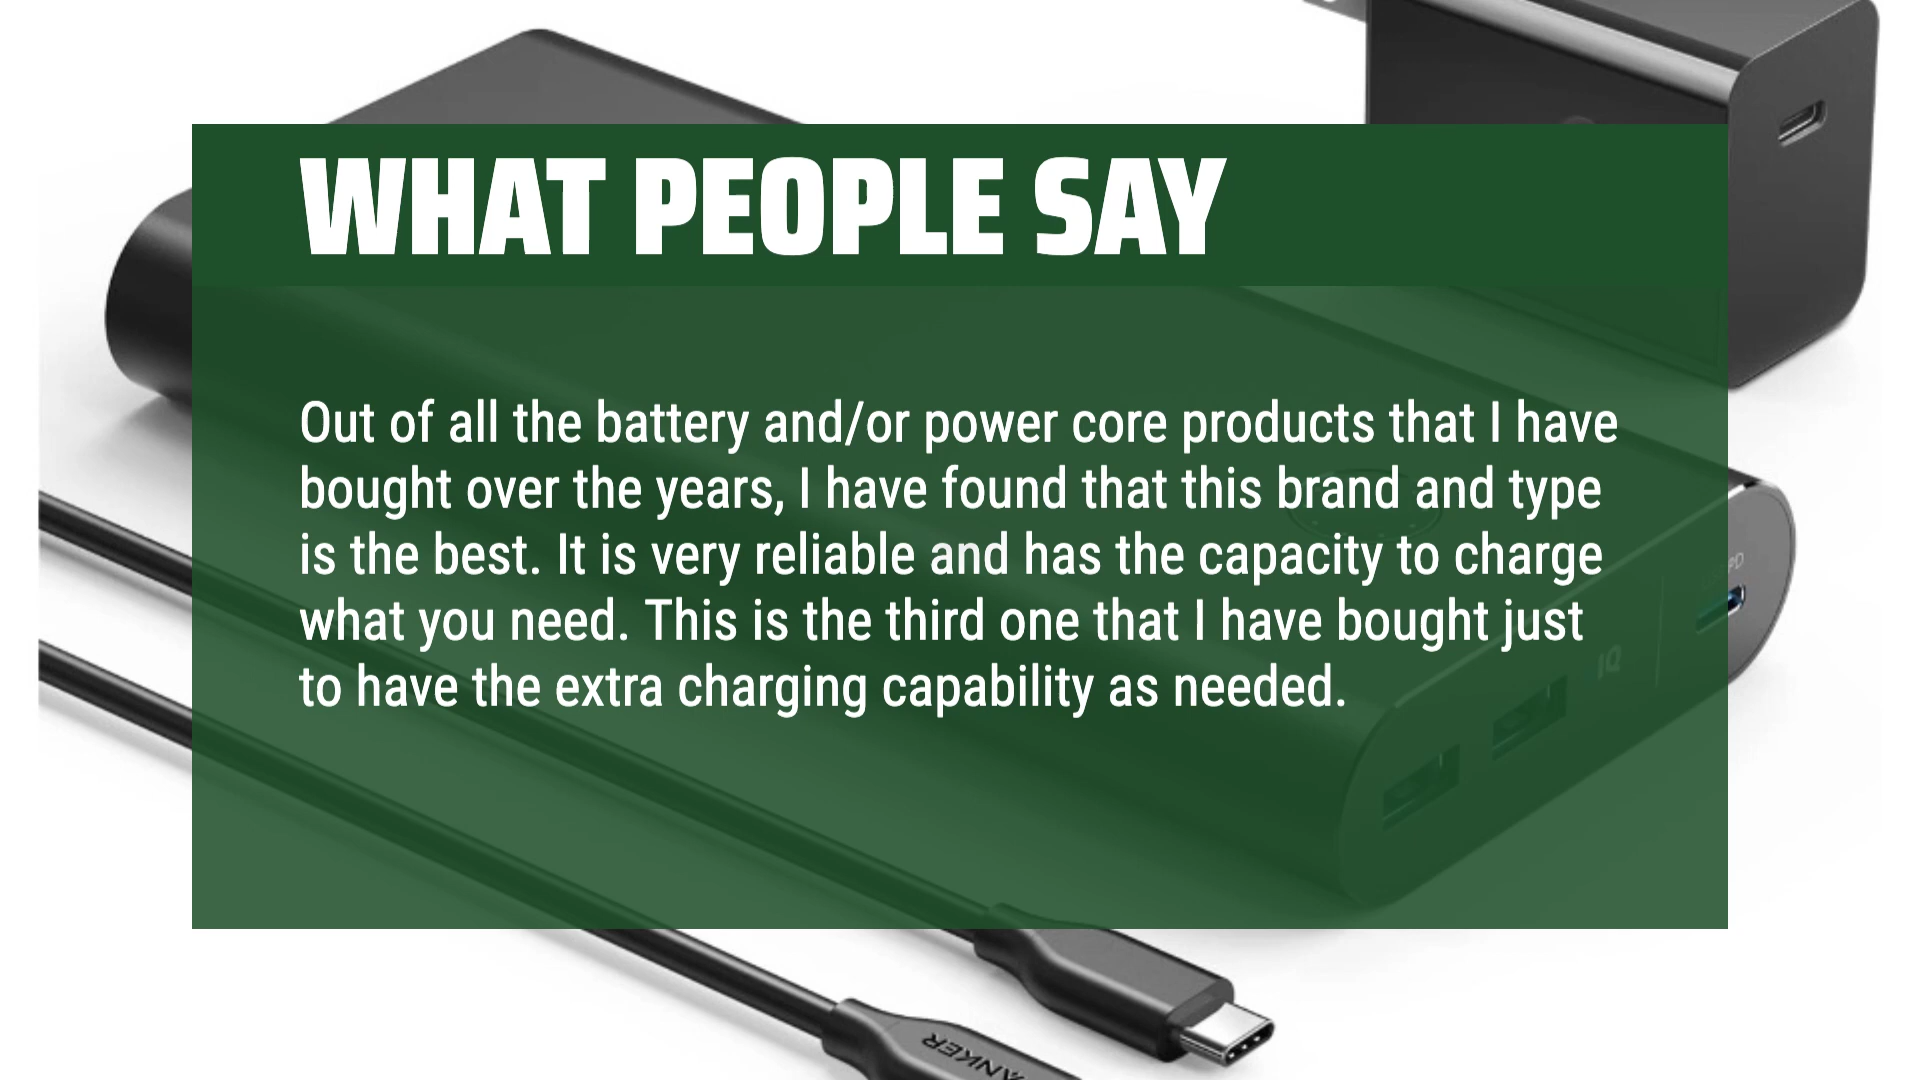 WHAT PEOPLE SAY
Out of all the battery and/or power core products that I have
bought over the years, I have found that this brand and type
is the best. It is very reliable and has the capacity to charge
what you need. This is the third one that I have bought just
to have the extra charging capability as needed.
PD
IQ
ANKER